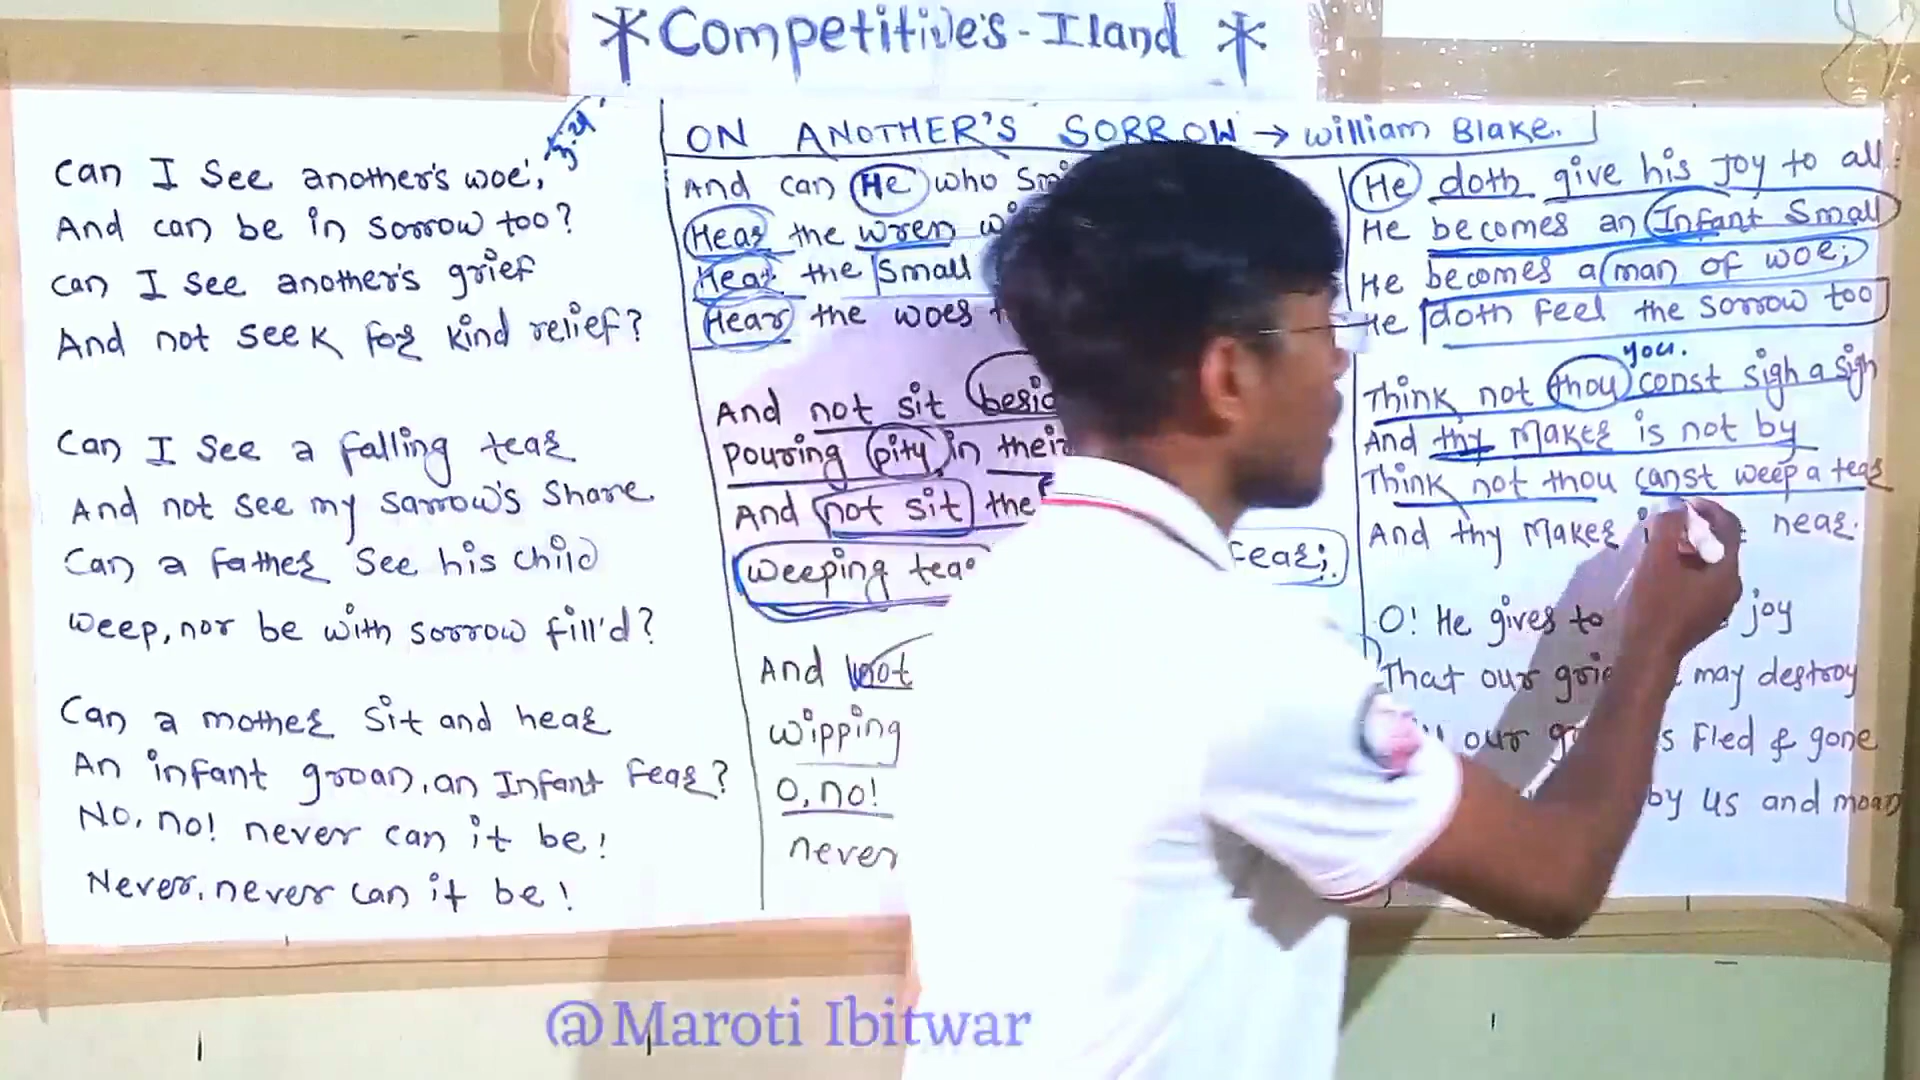 *Competitive's-Iland *
3:29
can I See another's woe,
And can be in sorrow too?
can I see another's grief
And not seek for kind relief?
Can I See a falling tear
And not see my sarrow's Share
Can a father See his child
weep, nor be with sorrow fill'd?
Can a mother Sit and hear
An infant groan, an Infant Fear?
No, no! never can it be!
Never, never can it be!
ON ANOTHER'S SORROW → william BLake.
And can He who
Hear the wren
Hear the Small
Hear the woes
And not sit
pouring pity in their
And not sit the
weeping tear Fear;
And not
wipping
O, no!
never
He doth give his Joy to all:
He becomes an Infant Small
He becomes a man of woe;
He doth Feel the sorrow too
you.
Think not thou const sigh a sigh
And thy Maker is not by
Think not thou canst weep a tear
And thy Maker near.
O! He gives to joy
That our may destroy
our Fled & gone
by us and moan
@Maroti Ibitwar